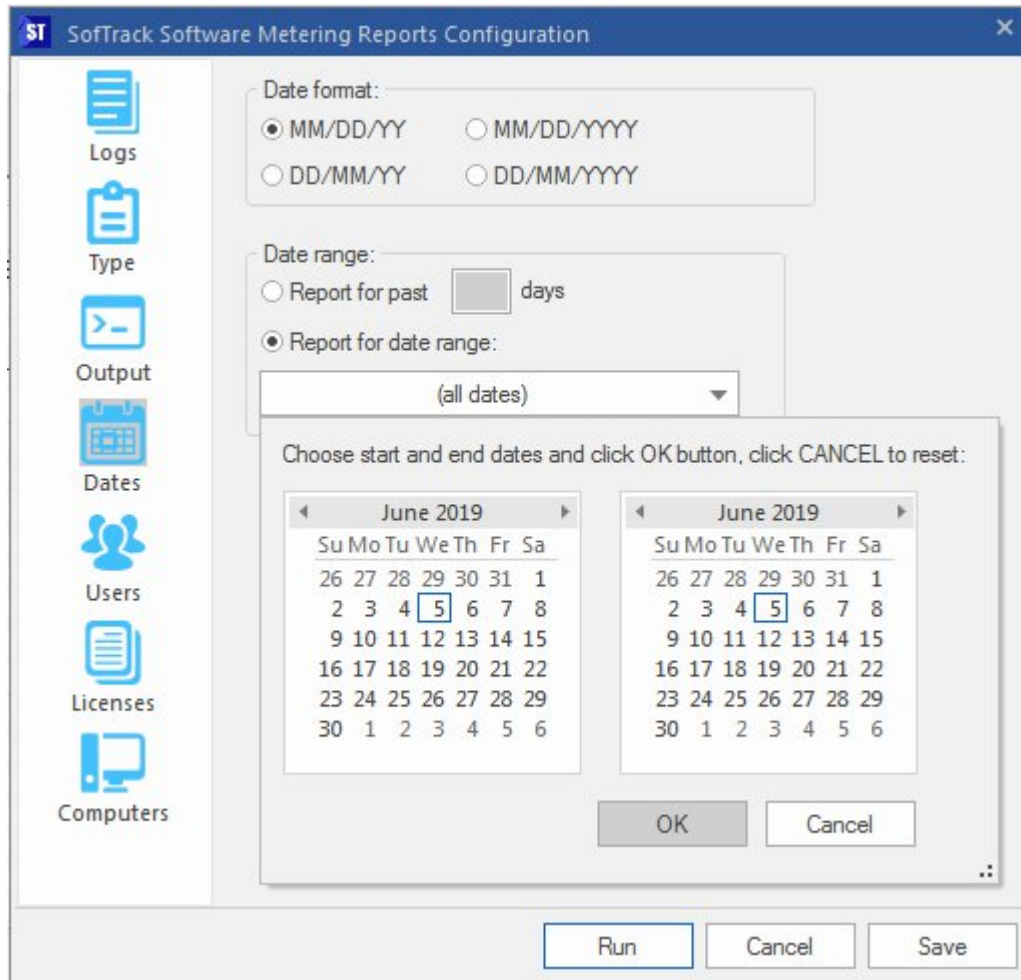 ST SofTrack Software Metering Reports Configuration
Logs
Type
Output
Dates
Users
Licenses
Computers
Date format:
MM/DD/YY MM/DD/YYYY
DD/MM/YY DD/MM/YYYY
Date range:
Report for past days
Report for date range:
(all dates)
Choose start and end dates and click OK button, click CANCEL to reset:
June 2019
Su Mo Tu We Th Fr Sa
26 27 28 29 30 31 1
2 3 4 5 6 7 8
9 10 11 12 13 14 15
16 17 18 19 20 21 22
23 24 25 26 27 28 29
30 1 2 3 4 5 6
June 2019
Su Mo Tu We Th Fr Sa
26 27 28 29 30 31 1
2 3 4 5 6 7 8
9 10 11 12 13 14 15
16 17 18 19 20 21 22
23 24 25 26 27 28 29
30 1 2 3 4 5 6
OK Cancel
Run Cancel Save